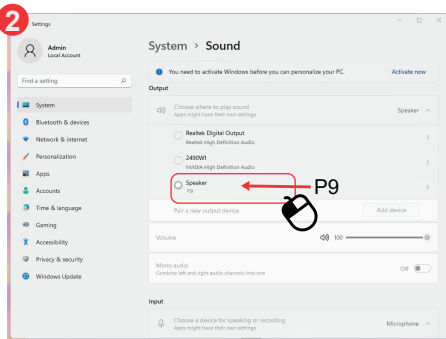 2
Settings
Admin
Local Account
Find a setting
System
Bluetooth & devices
Network & internet
Personalization
Apps
Accounts
Time & language
Gaming
Accessibility
Privacy & security
Windows Update
System > Sound
You need to activate Windows before you can personalize your PC.
Activate now
Output
Choose where to play sound
Apps might have their own settings
Speaker
Realtek Digital Output
Realtek High Definition Audio
2490W1
NVIDIA High Definition Audio
Speaker
P9
P9
Pair a new output device
Add device
Volume
100
Mono audio
Combine left and right audio channels into one
Off
Input
Choose a device for speaking or recording
Apps might have their own settings
Microphone